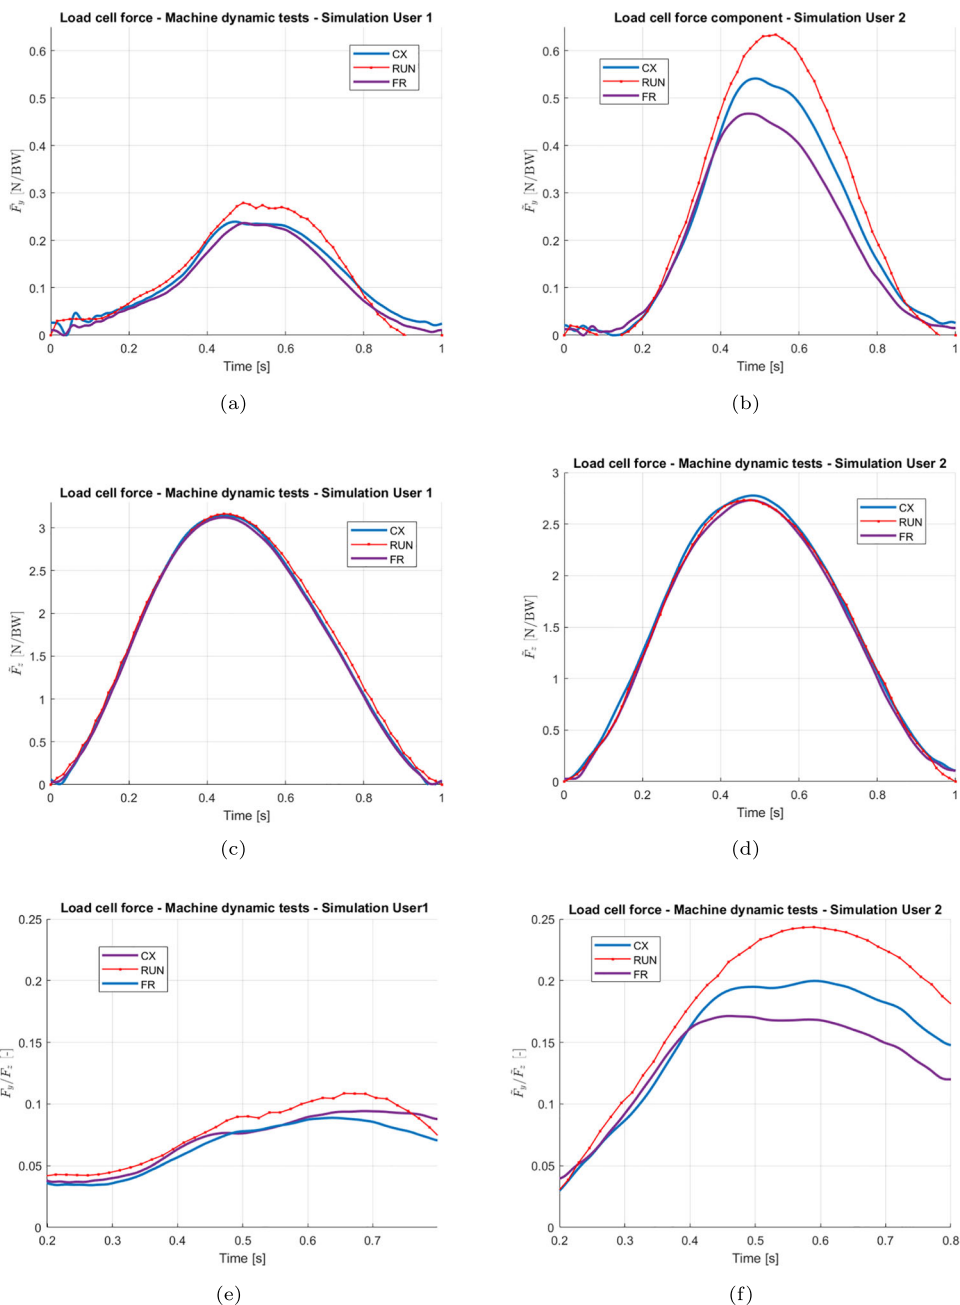 Load cell force - Machine dynamic tests - Simulation User 1
0.6
0.5
0.4
0.3
0.2
0.1
0
F̃y [N/BW]
CX
RUN
FR
0 0.2 0.4 0.6 0.8 1
Time [s]
(a)
Load cell force component - Simulation User 2
0.6
0.5
0.4
0.3
0.2
0.1
0
F̃y [N/BW]
CX
RUN
FR
0 0.2 0.4 0.6 0.8 1
Time [s]
(b)
Load cell force - Machine dynamic tests - Simulation User 1
3
2.5
2
1.5
1
0.5
0
F̃z [N/BW]
CX
RUN
FR
0 0.2 0.4 0.6 0.8 1
Time [s]
(c)
Load cell force - Machine dynamic tests - Simulation User 2
3
2.5
2
1.5
1
0.5
0
F̃z [N/BW]
CX
RUN
FR
0 0.2 0.4 0.6 0.8 1
Time [s]
(d)
Load cell force - Machine dynamic tests - Simulation User1
0.25
0.2
0.15
0.1
0.05
0
F̃y/F̃z [-]
CX
RUN
FR
0.2 0.3 0.4 0.5 0.6 0.7
Time [s]
(e)
Load cell force - Machine dynamic tests - Simulation User 2
0.25
0.2
0.15
0.1
0.05
0
F̃y/F̃z [-]
CX
RUN
FR
0.2 0.3 0.4 0.5 0.6 0.7 0.8
Time [s]
(f)